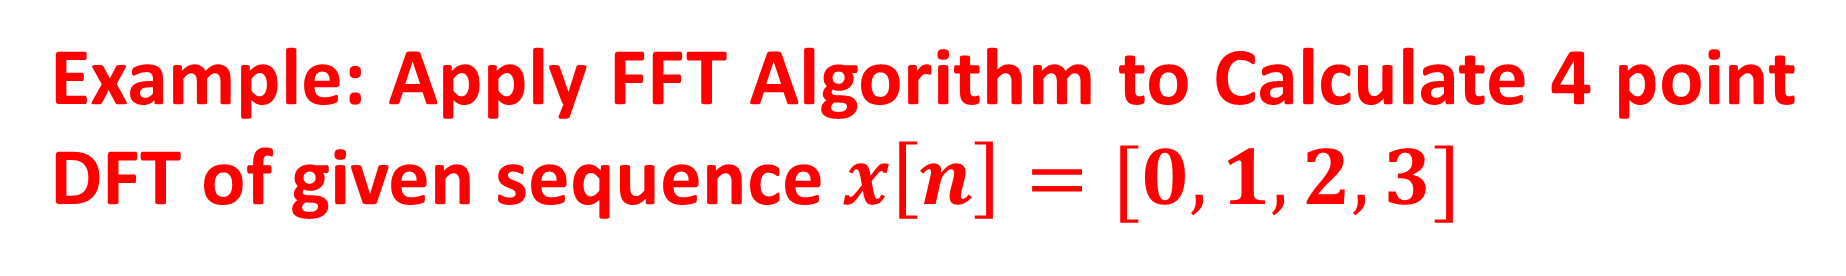 Example: Apply FFT Algorithm to Calculate 4 point
DFT of given sequence x[n] = [0, 1, 2, 3]